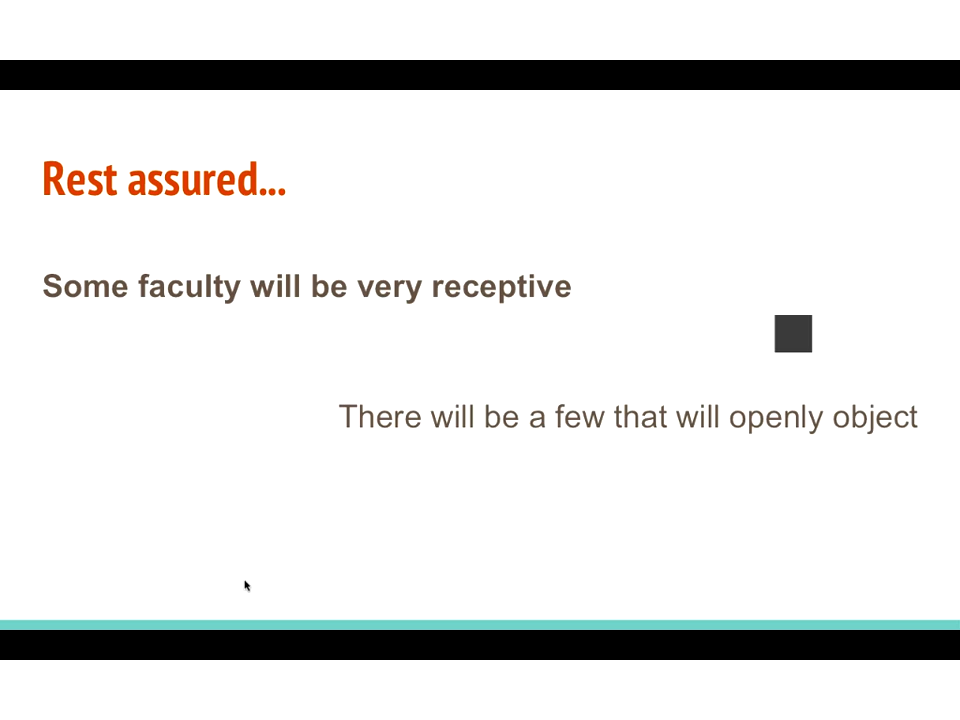 Rest assured...
Some faculty will be very receptive
There will be a few that will openly object